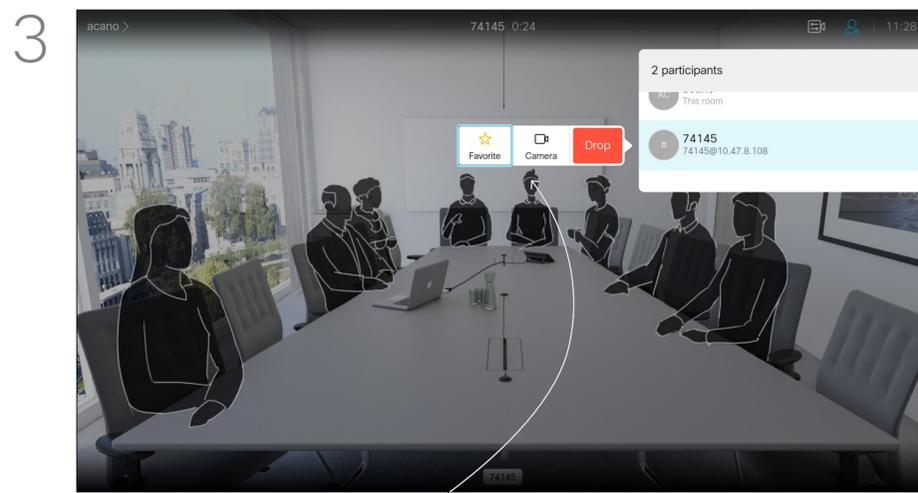 3
acano >
74145 0:24
11:28
2 participants
AC
This room
#
74145
74145@10.47.8.108
Favorite
Camera
Drop
74145